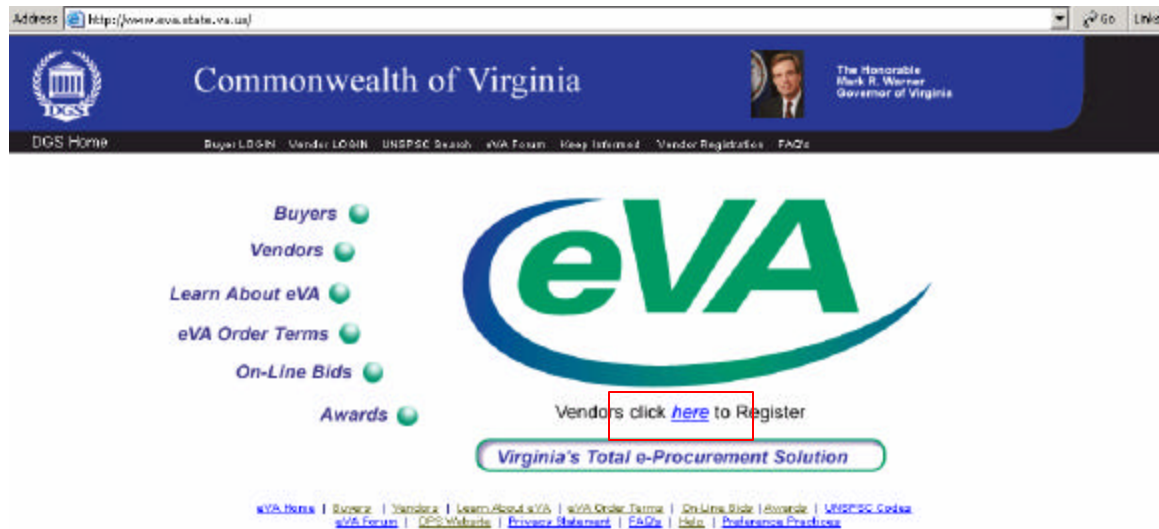 Address http://www.eva.state.va.us/ Go Links
DGST
Commonwealth of Virginia
The Honorable
Mark R. Warner
Governor of Virginia
DGS Home Buyer LOGIN Vendor LOGIN UNSPSC Search eVA Forum Keep Informed Vendor Registration FAQ's
Buyers
Vendors
Learn About eVA
eVA Order Terms
On-Line Bids
Awards
eVA
Vendors click here to Register
Virginia's Total e-Procurement Solution
eVA Home | Buyers | Vendors | Learn About eVA | eVA Order Terms | On-Line Bids | Awards | UNSPSC Codes
eVA Forum | DPS Website | Privacy Statement | FAQ's | Help | Preference Practices